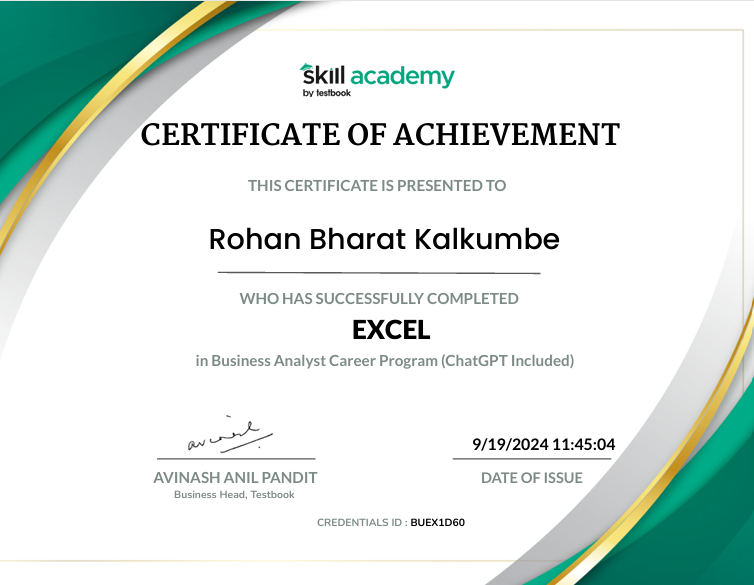 skill academy
by testbook
CERTIFICATE OF ACHIEVEMENT
THIS CERTIFICATE IS PRESENTED TO
Rohan Bharat Kalkumbe
WHO HAS SUCCESSFULLY COMPLETED
EXCEL
in Business Analyst Career Program (ChatGPT Included)
avinash
9/19/2024 11:45:04
AVINASH ANIL PANDIT
DATE OF ISSUE
Business Head, Testbook
CREDENTIALS ID : BUEX1D60